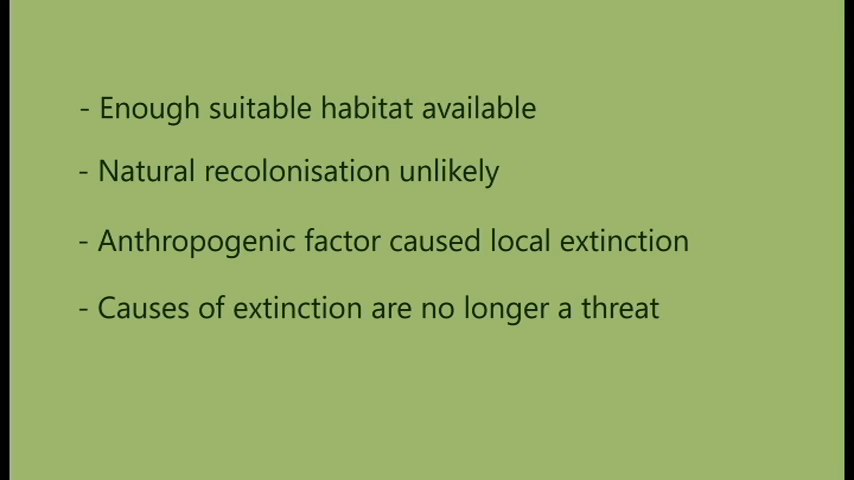 - Enough suitable habitat available
- Natural recolonisation unlikely
- Anthropogenic factor caused local extinction
- Causes of extinction are no longer a threat